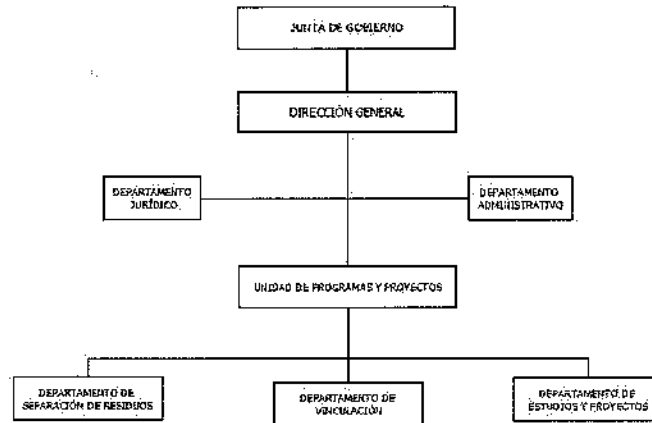 JUNTA DE GOBIERNO
DIRECCIÓN GENERAL
DEPARTAMENTO
JURÍDICO
DEPARTAMENTO
ADMINISTRATIVO
UNIDAD DE PROGRAMAS Y PROYECTOS
DEPARTAMENTO DE
SEPARACIÓN DE RESIDUOS
DEPARTAMENTO DE
VINCULACIÓN
DEPARTAMENTO DE
ESTUDIOS Y PROYECTOS